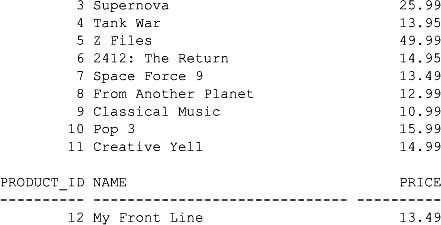 3 Supernova 25.99
4 Tank War 13.95
5 Z Files 49.99
6 2412: The Return 14.95
7 Space Force 9 13.49
8 From Another Planet 12.99
9 Classical Music 10.99
10 Pop 3 15.99
11 Creative Yell 14.99
PRODUCT_ID NAME PRICE
---------- ------------------------------ ----------
12 My Front Line 13.49